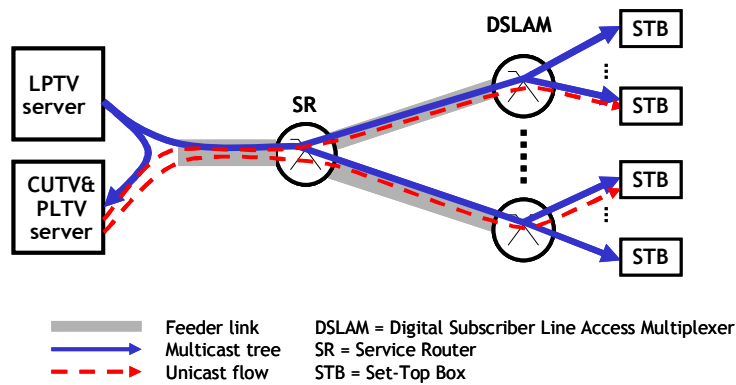 DSLAM
STB
LPTV
server
SR
STB
CUTV&
PLTV
server
STB
STB
Feeder link
DSLAM = Digital Subscriber Line Access Multiplexer
Multicast tree
SR = Service Router
Unicast flow
STB = Set-Top Box